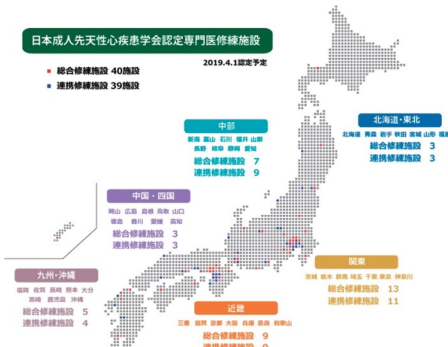 日本成人先天性心疾患学会認定専門医修練施設
2019.4.1認定予定
総合修練施設 40施設
連携修練施設 39施設
北海道・東北
北海道 青森 岩手 秋田 宮城 山形 福島
総合修練施設 3
連携修練施設 3
中部
新潟 富山 石川 福井 山梨
長野 岐阜 静岡 愛知
総合修練施設 7
連携修練施設 9
中国・四国
岡山 広島 島根 鳥取 山口
徳島 香川 愛媛 高知
総合修練施設 3
連携修練施設 3
関東
茨城 栃木 群馬 埼玉 千葉 東京 神奈川
総合修練施設 13
連携修練施設 11
九州・沖縄
福岡 佐賀 長崎 熊本 大分
宮崎 鹿児島 沖縄
総合修練施設 5
連携修練施設 4
近畿
三重 滋賀 京都 大阪 兵庫 奈良 和歌山
総合修練施設 9
連携修練施設 9